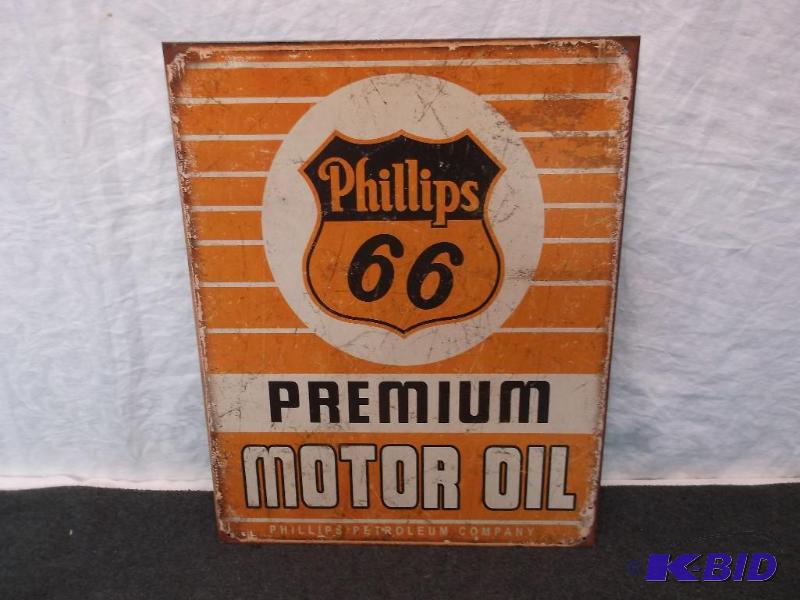 Phillips
66
PREMIUM
MOTOR OIL
PHILLIPS PETROLEUM COMPANY
K-BID